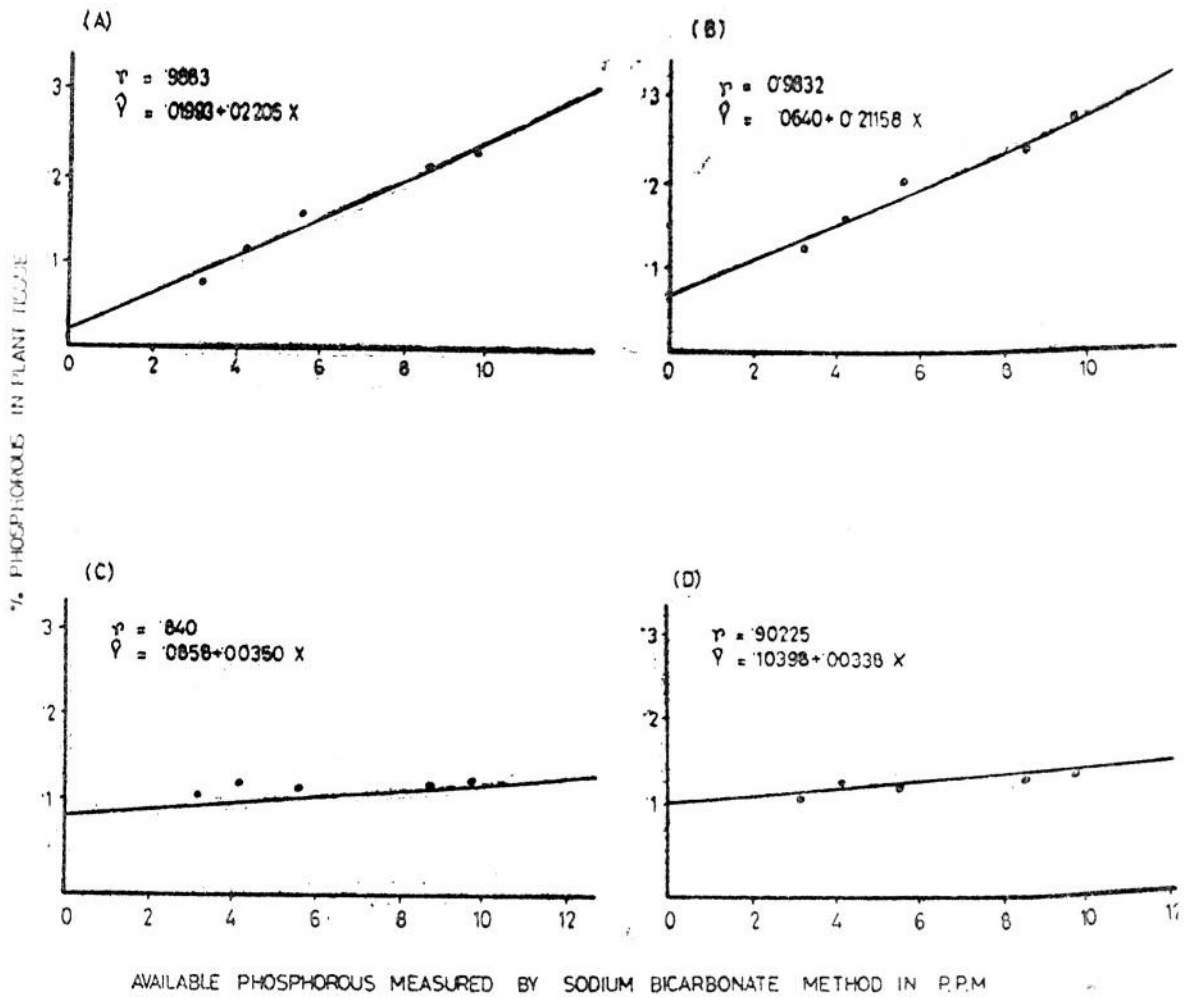 (A)
r = .9883
Ŷ = .01993+.02205 X
.3
.2
.1
0 2 4 6 8 10
(B)
r = 0.9832
Ŷ = .0640+0.21158 X
.3
.2
.1
0 2 4 6 8 10
% PHOSPHOROUS IN PLANT TISSUE
(C)
r = .840
Ŷ = .0858+.00350 X
.3
.2
.1
0 2 4 6 8 10 12
(D)
r = .90225
Ŷ = .10398+.00338 X
.3
.2
.1
0 2 4 6 8 10
AVAILABLE PHOSPHOROUS MEASURED BY SODIUM BICARBONATE METHOD IN P.P.M